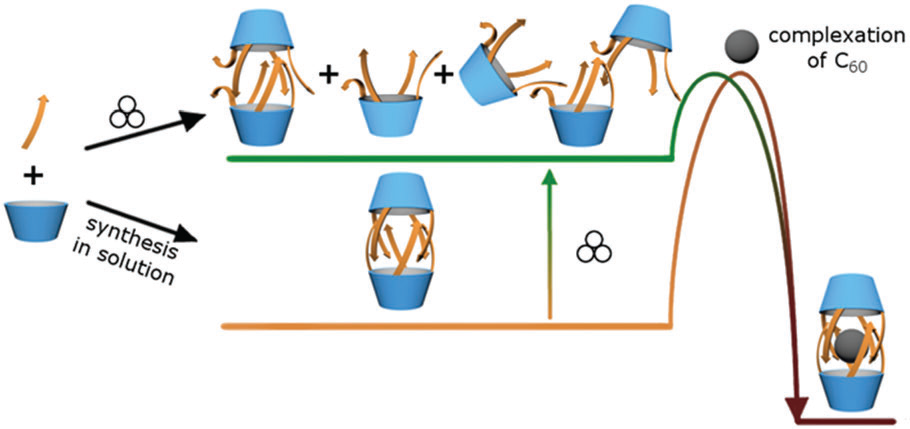 complexation
of C₆₀
+
+
+
synthesis
in solution